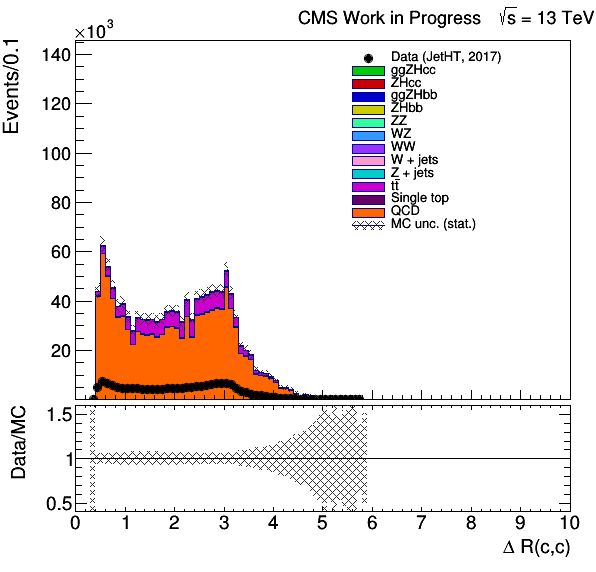 CMS Work in Progress √s = 13 TeV
×10³
Events/0.1
140
120
100
80
60
40
20
Data (JetHT, 2017)
ggZHcc
ZHcc
ggZHbb
ZHbb
ZZ
WZ
WW
W + jets
Z + jets
tt̄
Single top
QCD
MC unc. (stat.)
Data/MC
1.5
1
0.5
0 1 2 3 4 5 6 7 8 9 10
Δ R(c,c)